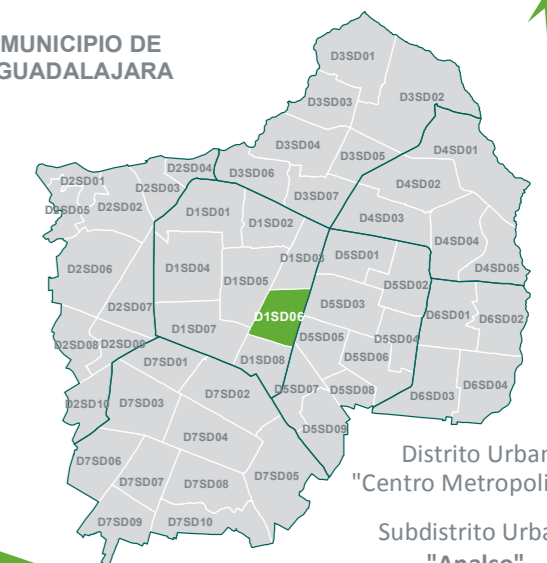 MUNICIPIO DE
GUADALAJARA
D3SD01
D3SD02
D3SD03
D3SD04
D4SD01
D3SD05
D2SD04
D3SD06
D2SD01
D2SD03
D4SD02
D3SD07
D2SD05
D2SD02
D1SD01
D1SD02
D4SD03
D4SD04
D1SD03
D5SD01
D2SD06
D1SD04
D4SD05
D1SD05
D5SD02
D2SD07
D5SD03
D1SD06
D6SD01
D6SD02
D1SD07
D5SD05
D5SD04
D2SD08
D2SD09
D5SD06
D7SD01
D1SD08
D6SD04
D5SD07
D5SD08
D7SD02
D6SD03
D2SD10
D7SD03
D5SD09
D7SD04
Distrito Urban
D7SD06
D7SD05
"Centro Metropoli
D7SD07
D7SD08
D7SD09
D7SD10
Subdistrito Urba
"Analco"